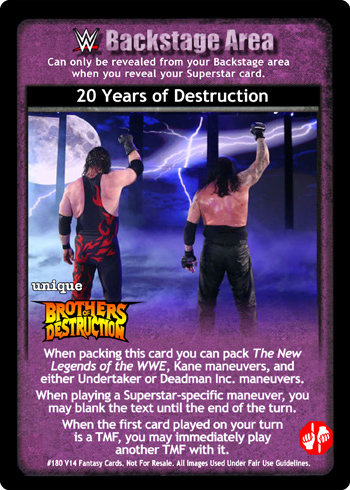 W Backstage Area
Can only be revealed from your Backstage area
when you reveal your Superstar card.
20 Years of Destruction
unique
BROTHERS
OF
DESTRUCTION
When packing this card you can pack The New
Legends of the WWE, Kane maneuvers, and
either Undertaker or Deadman Inc. maneuvers.
When playing a Superstar-specific maneuver, you
may blank the text until the end of the turn.
When the first card played on your turn
is a TMF, you may immediately play
another TMF with it.
#180 V14 Fantasy Cards. Not For Resale. All Images Used Under Fair Use Guidelines.